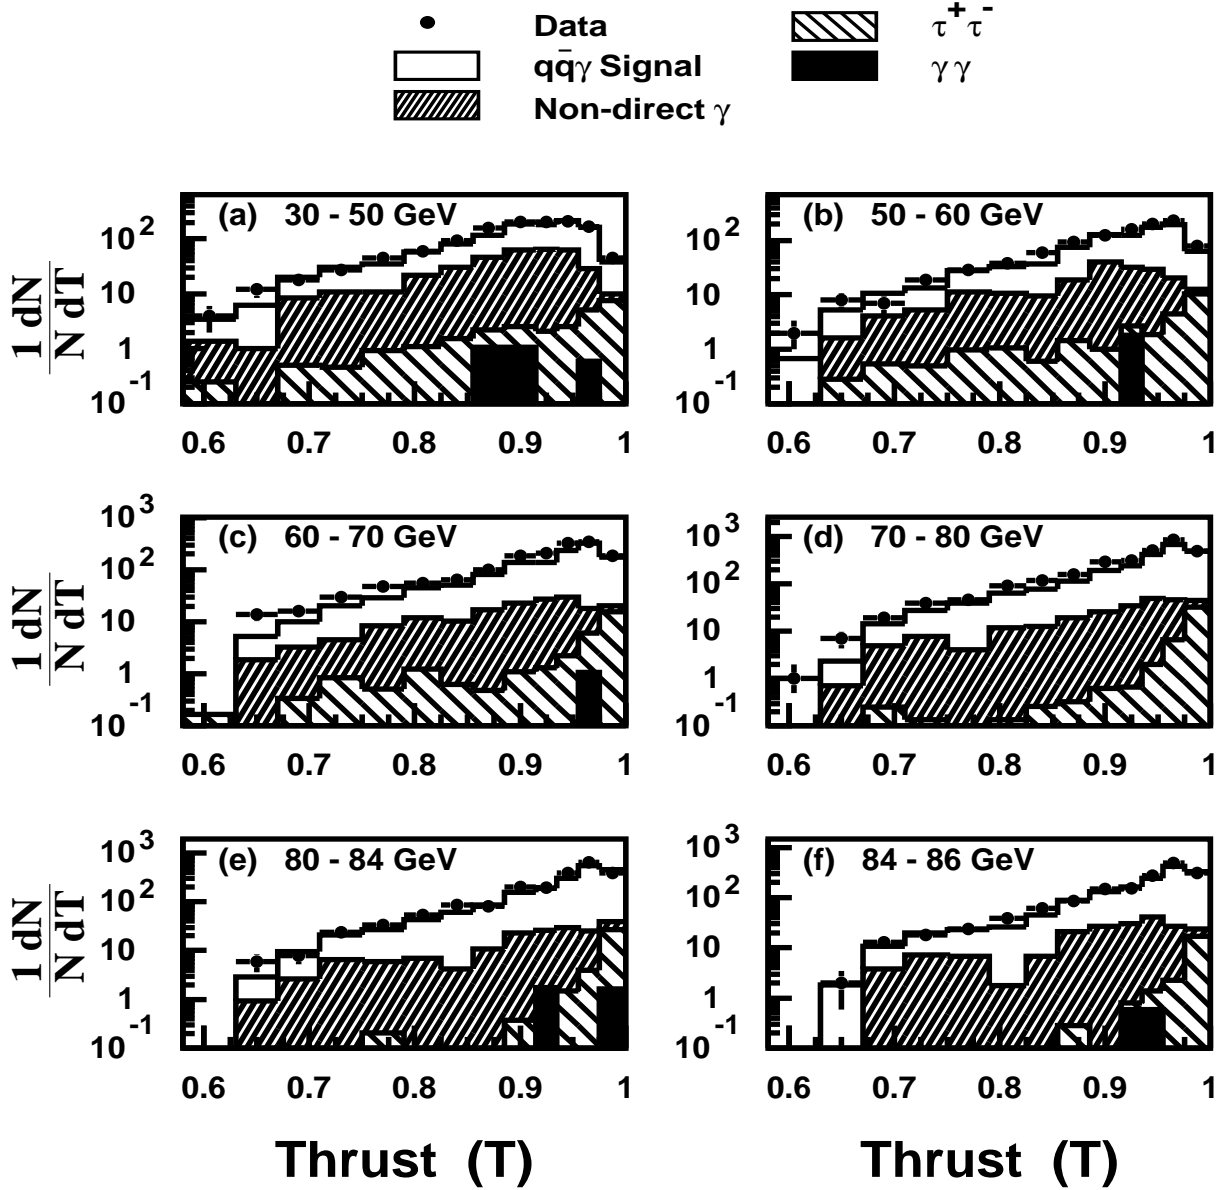 Data
qq̄γ Signal
Non-direct γ
τ⁺τ⁻
γγ
(a) 30 - 50 GeV
10²
10
1
10⁻¹
0.6 0.7 0.8 0.9 1
1 dN
N dT
(b) 50 - 60 GeV
10²
10
1
10⁻¹
0.6 0.7 0.8 0.9 1
(c) 60 - 70 GeV
10³
10²
10
1
10⁻¹
0.6 0.7 0.8 0.9 1
1 dN
N dT
(d) 70 - 80 GeV
10³
10²
10
1
10⁻¹
0.6 0.7 0.8 0.9 1
(e) 80 - 84 GeV
10³
10²
10
1
10⁻¹
0.6 0.7 0.8 0.9 1
1 dN
N dT
(f) 84 - 86 GeV
10³
10²
10
1
10⁻¹
0.6 0.7 0.8 0.9 1
Thrust (T)
Thrust (T)